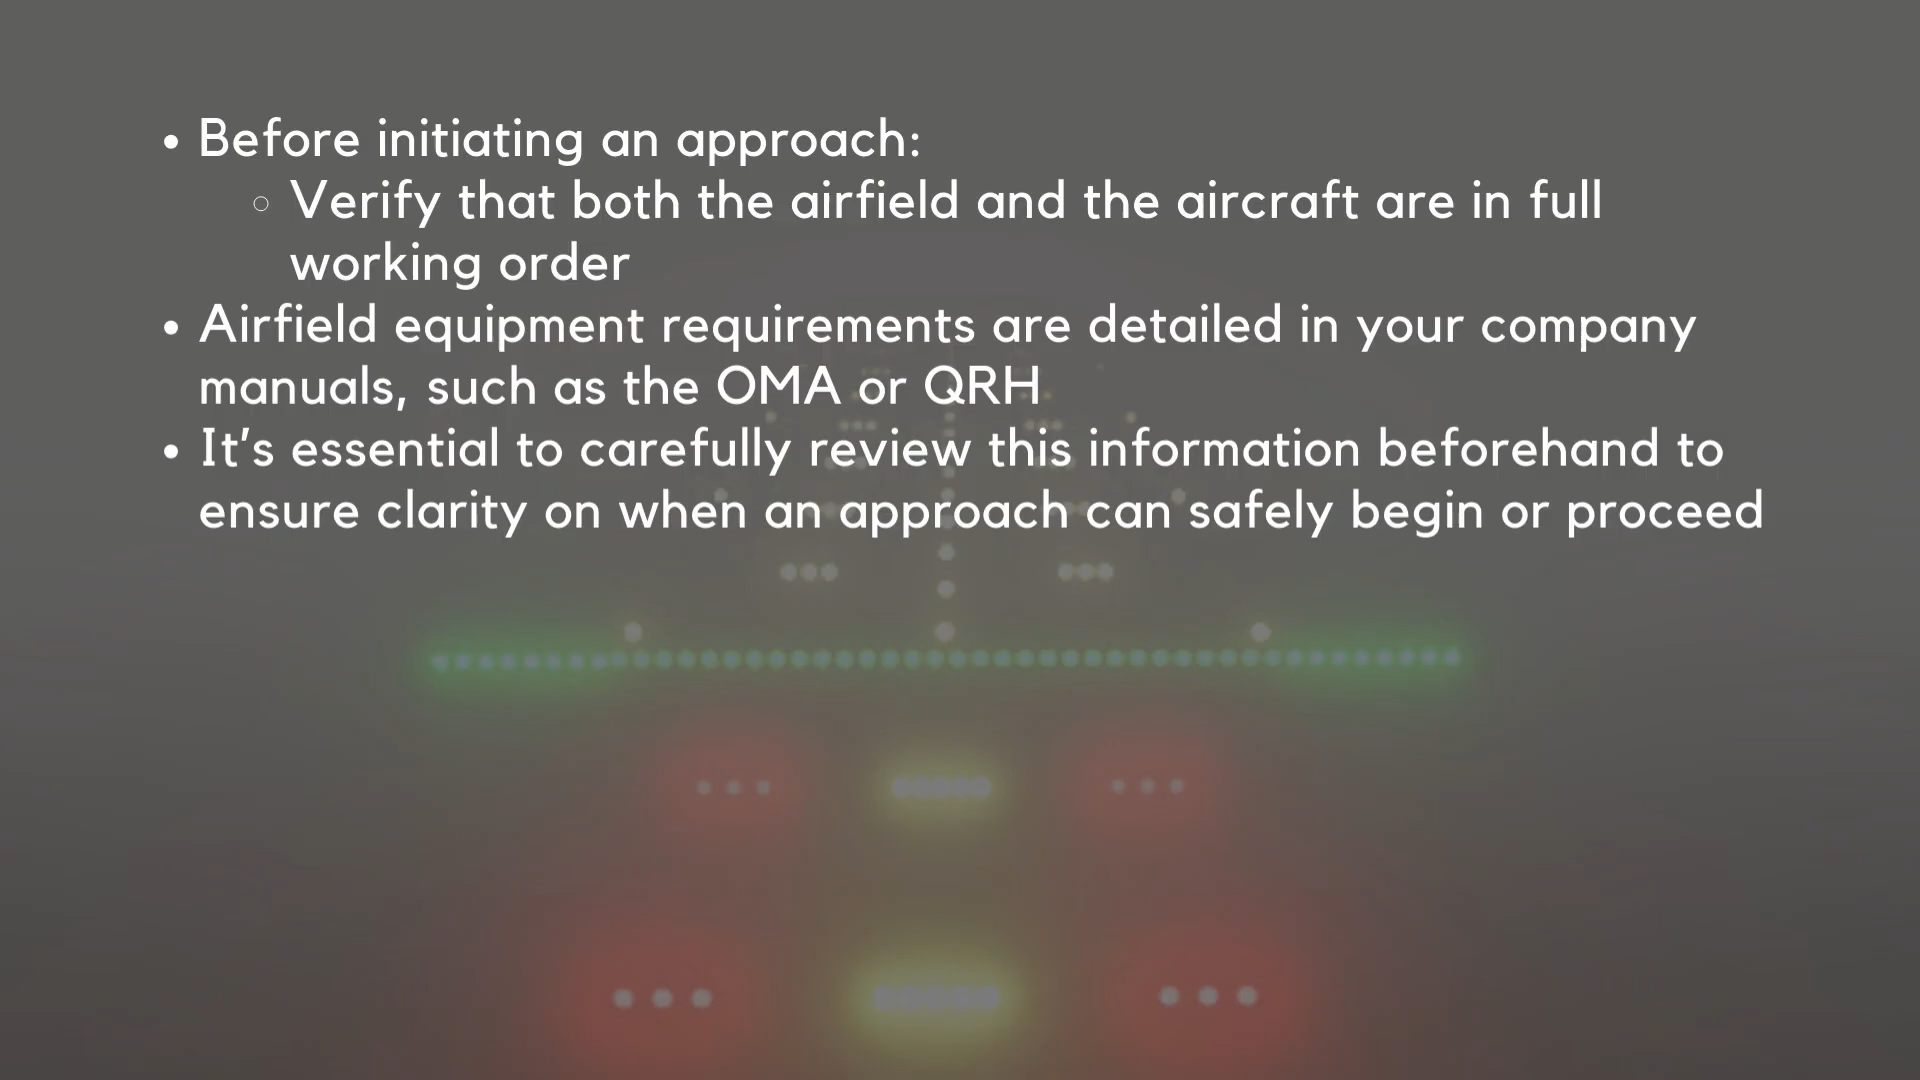 • Before initiating an approach:
◦ Verify that both the airfield and the aircraft are in full
working order
• Airfield equipment requirements are detailed in your company
manuals, such as the OMA or QRH
• It's essential to carefully review this information beforehand to
ensure clarity on when an approach can safely begin or proceed